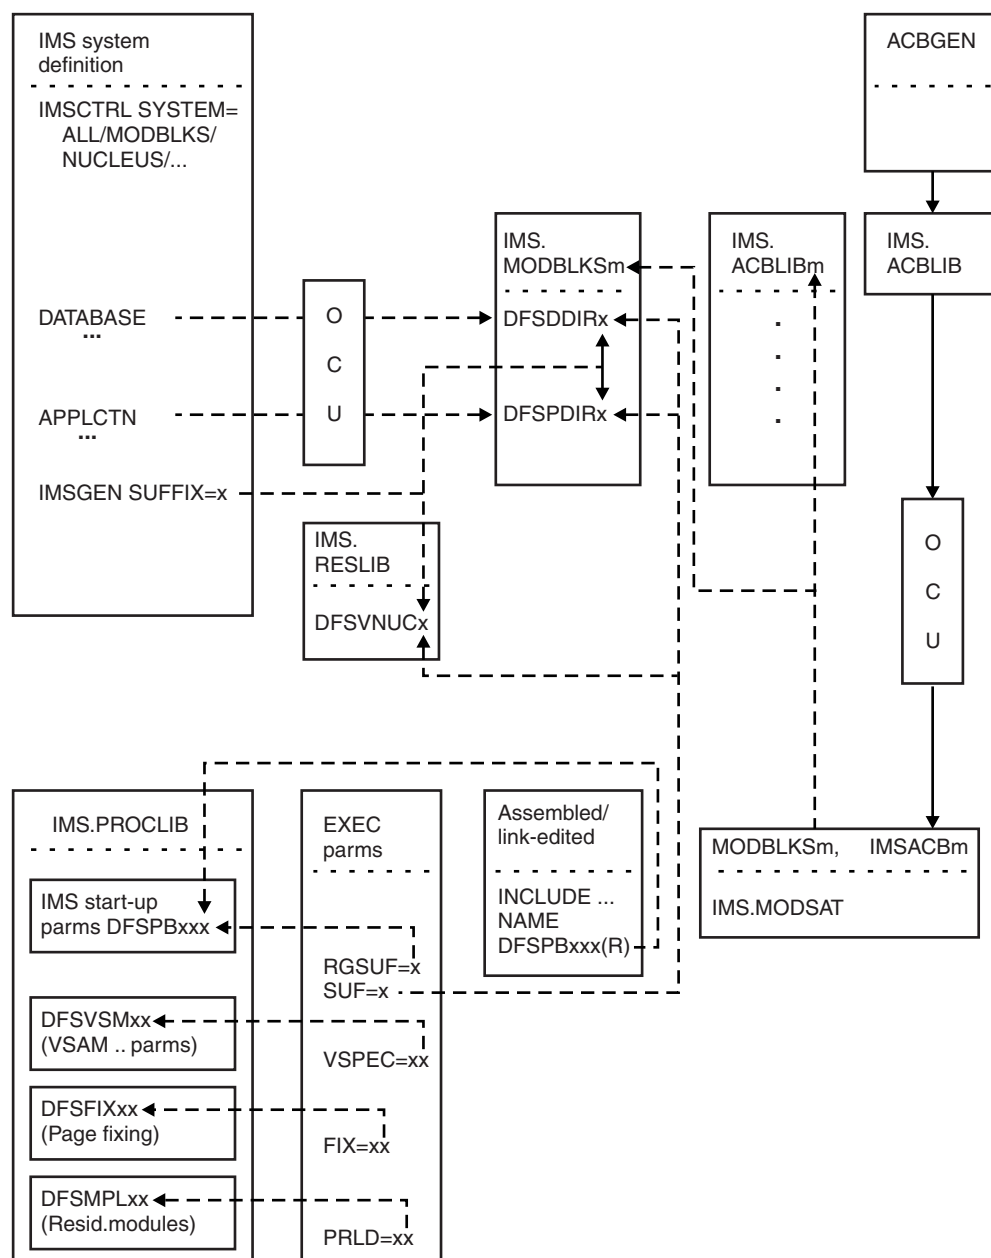 IMS system
definition
IMSCTRL SYSTEM=
ALL/MODBLKS/
NUCLEUS/...
DATABASE
...
APPLCTN
...
IMSGEN SUFFIX=x
O
C
U
IMS.
MODBLKSm
DFSDDIRx
DFSPDIRx
IMS.
RESLIB
DFSVNUCx
IMS.
ACBLIBm
ACBGEN
IMS.
ACBLIB
O
C
U
MODBLKSm, IMSACBm
IMS.MODSAT
IMS.PROCLIB
IMS start-up
parms DFSPBxxx
DFSVSMxx
(VSAM .. parms)
DFSFIXxx
(Page fixing)
DFSMPLxx
(Resid.modules)
EXEC
parms
RGSUF=x
SUF=x
VSPEC=xx
FIX=xx
PRLD=xx
Assembled/
link-edited
INCLUDE ...
NAME
DFSPBxxx(R)